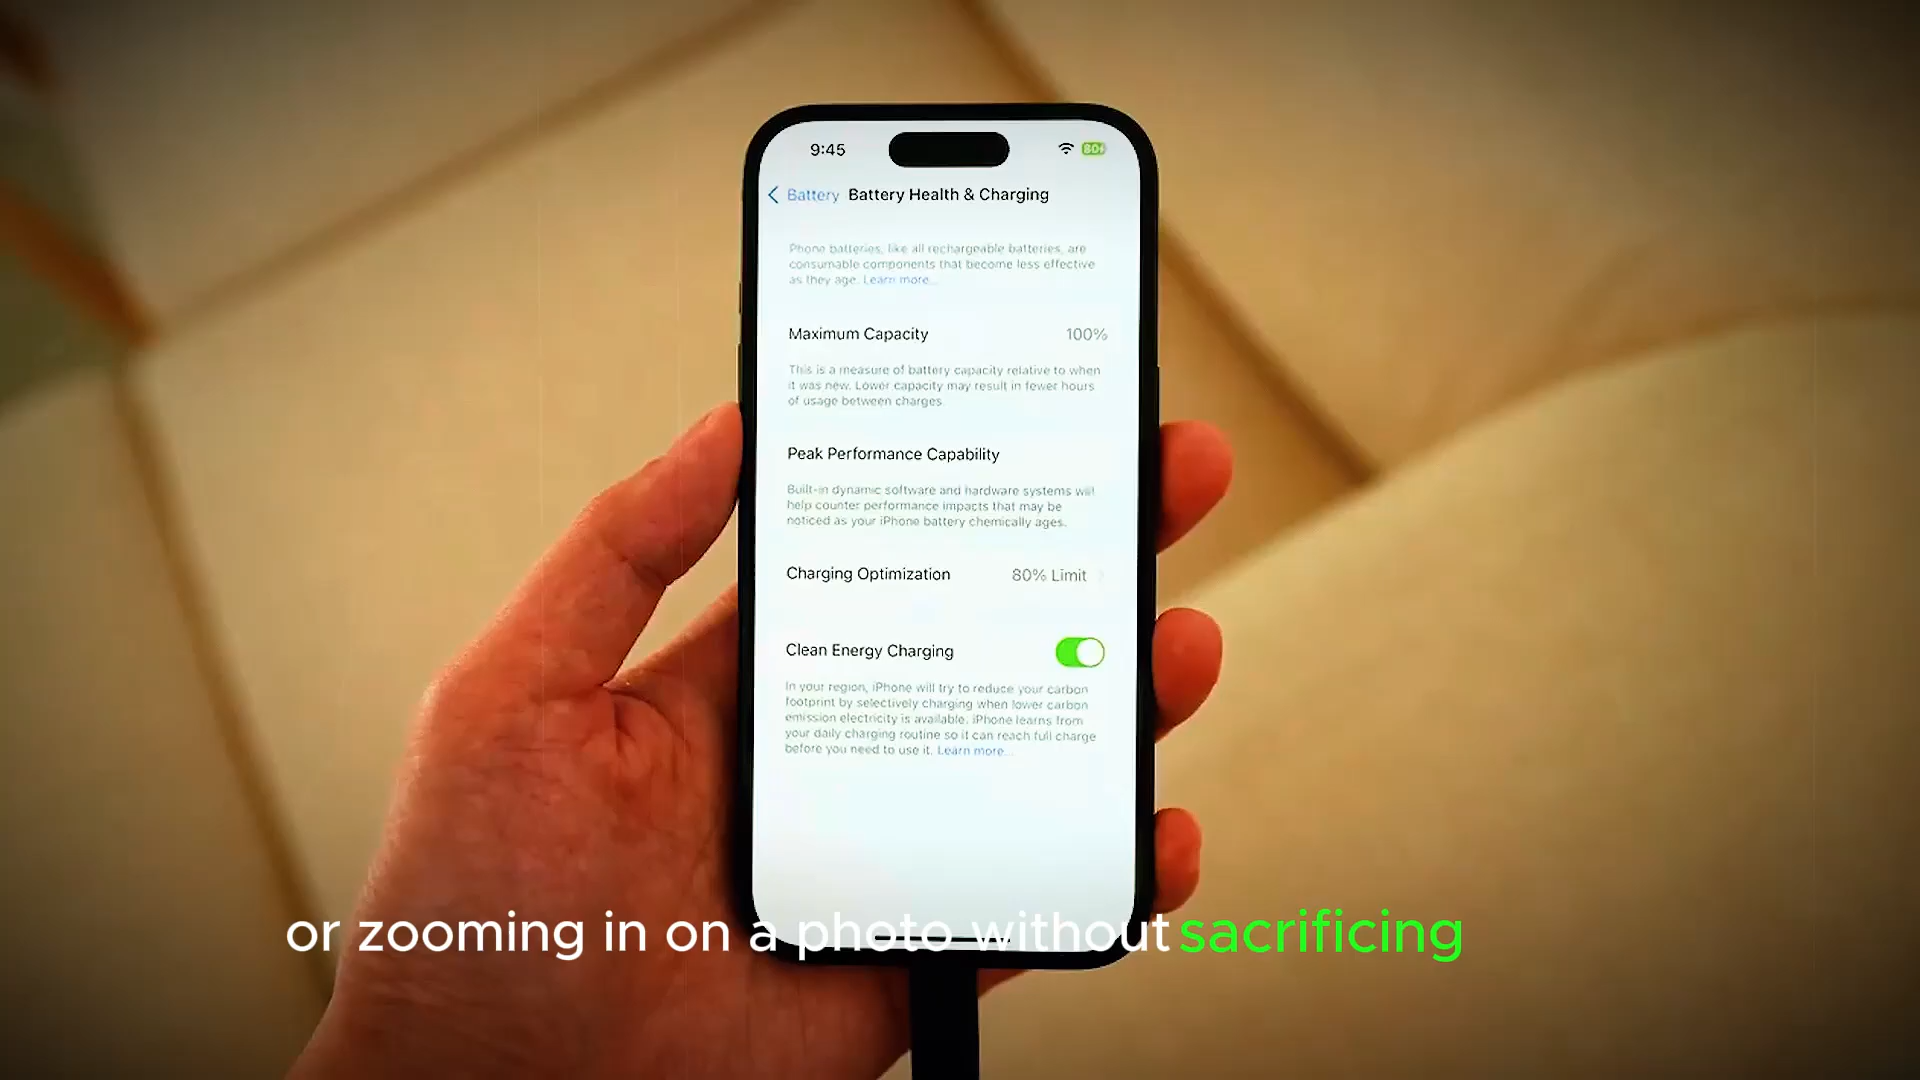 9:45
80
Battery Health & Charging
Battery
Phone batteries, like all rechargeable batteries, are
consumable components that become less effective
as they age. Learn more...
Maximum Capacity 100%
This is a measure of battery capacity relative to when
it was new. Lower capacity may result in fewer hours
of usage between charges.
Peak Performance Capability
Built-in dynamic software and hardware systems will
help counter performance impacts that may be
noticed as your iPhone battery chemically ages.
Charging Optimization 80% Limit
Clean Energy Charging
In your region, iPhone will try to reduce your carbon
footprint by selectively charging when lower carbon
emission electricity is available. iPhone learns from
your daily charging routine so it can reach full charge
before you need to use it. Learn more...
or zooming in on a photo without sacrificing